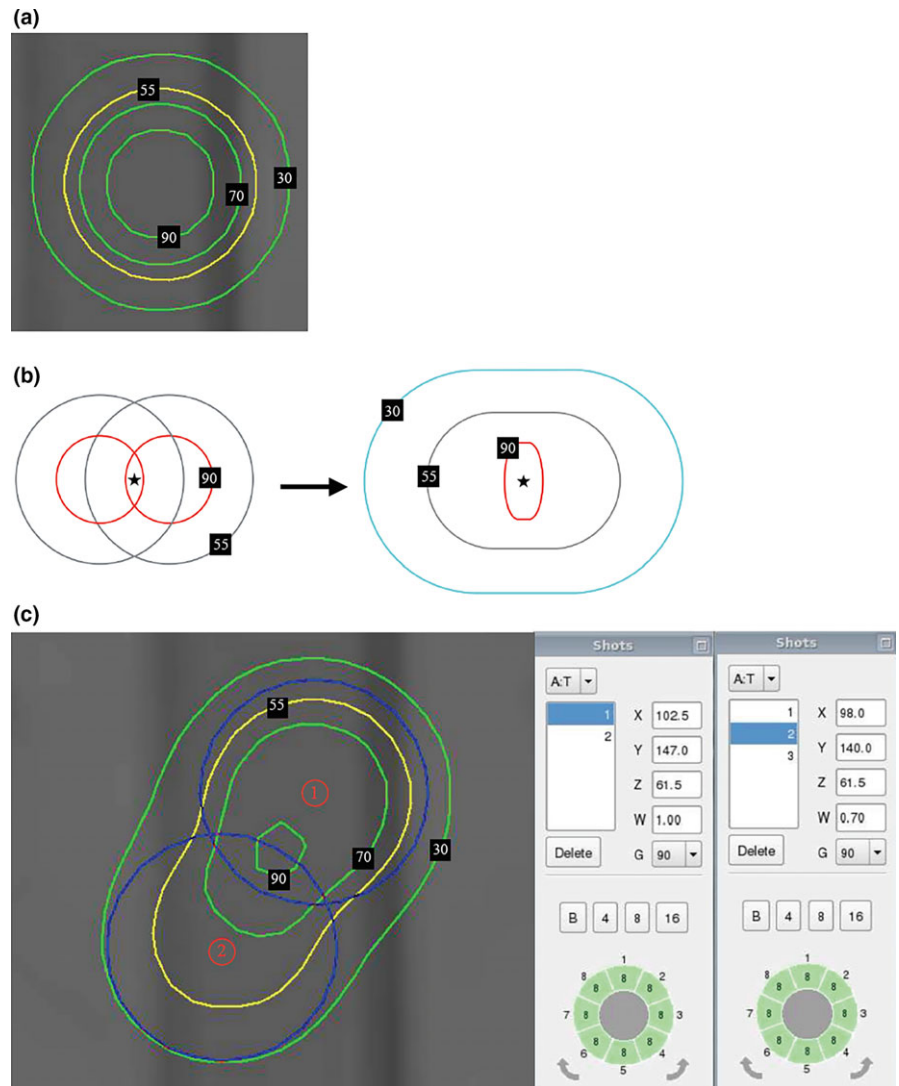 (a)
55
30
70
90
(b)
90
55
30
90
55
(c)
55
1
70
30
90
2
Shots
A:T
1
2
X 102.5
Y 147.0
Z 61.5
W 1.00
Delete
G 90
B 4 8 16
1
8 8 2
8 8
7 8 8 3
8 8
6 8 4
5
Shots
A:T
1
2
3
X 98.0
Y 140.0
Z 61.5
W 0.70
Delete
G 90
B 4 8 16
1
8 8 2
8 8
7 8 8 3
8 8
6 8 4
5